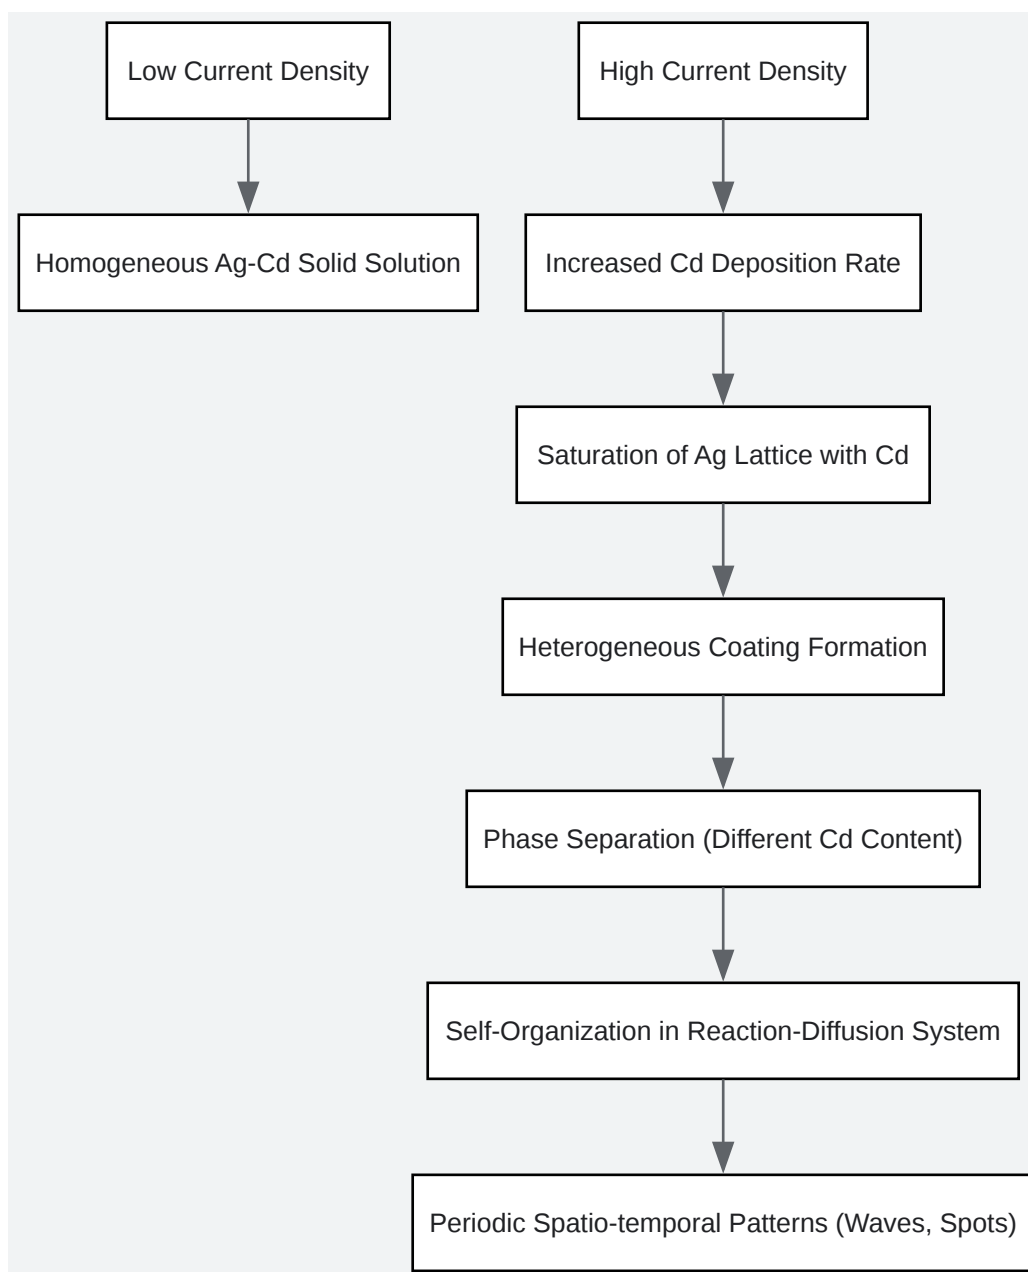 Low Current Density
High Current Density
Homogeneous Ag-Cd Solid Solution
Increased Cd Deposition Rate
Saturation of Ag Lattice with Cd
Heterogeneous Coating Formation
Phase Separation (Different Cd Content)
Self-Organization in Reaction-Diffusion System
Periodic Spatio-temporal Patterns (Waves, Spots)